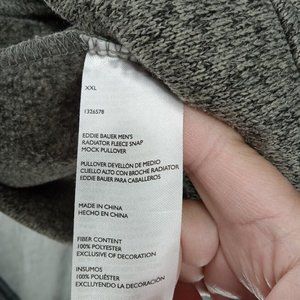 XXL
1326578
EDDIE BAUER MEN'S
RADIATOR FLEECE SNAP
MOCK PULLOVER
PULLOVER DEVELLÓN DE MEDIO
CUELLO ALTO CON BROCHE RADIATOR
EDDIE BAUER PARA CABALLEROS
MADE IN CHINA
HECHO EN CHINA
FIBER CONTENT
100% POLYESTER
EXCLUSIVE OF DECORATION
INSUMOS
100% POLIÉSTER
EXCLUYENDO LA DECORACIÓN